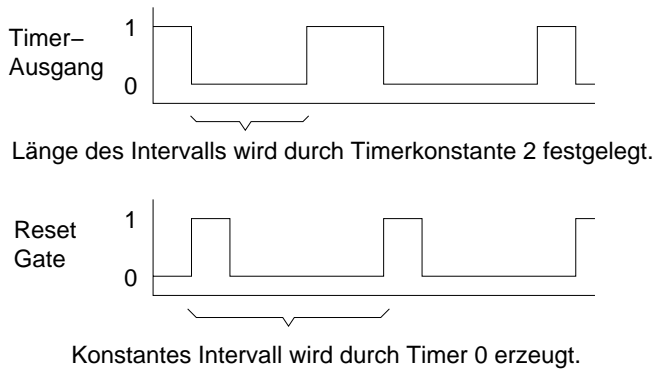 Timer–
Ausgang
1
0
Länge des Intervalls wird durch Timerkonstante 2 festgelegt.
Reset
Gate
1
0
Konstantes Intervall wird durch Timer 0 erzeugt.